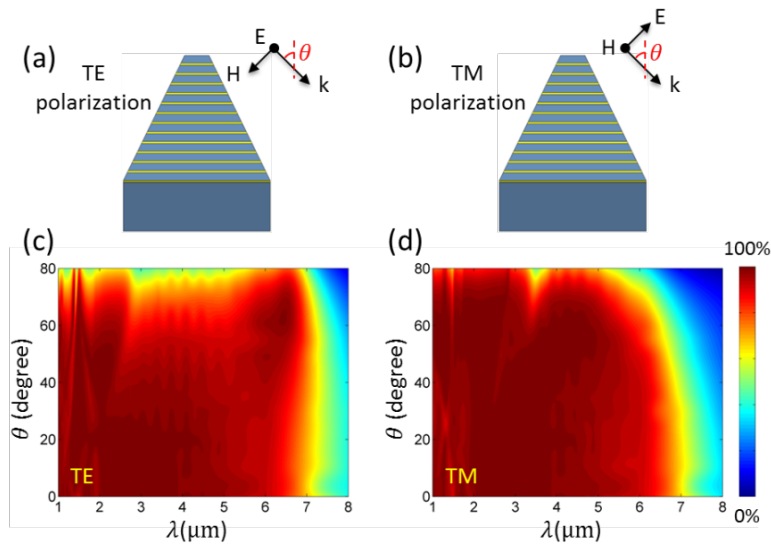 (a)
TE
polarization
E
H
θ
k
(b)
TM
polarization
E
H
θ
k
(c)
(d)
100%
80
60
40
20
0
θ (degree)
TE
1 2 3 4 5 6 7 8
λ(μm)
80
60
40
20
0
θ (degree)
TM
1 2 3 4 5 6 7 8
λ(μm)
0%